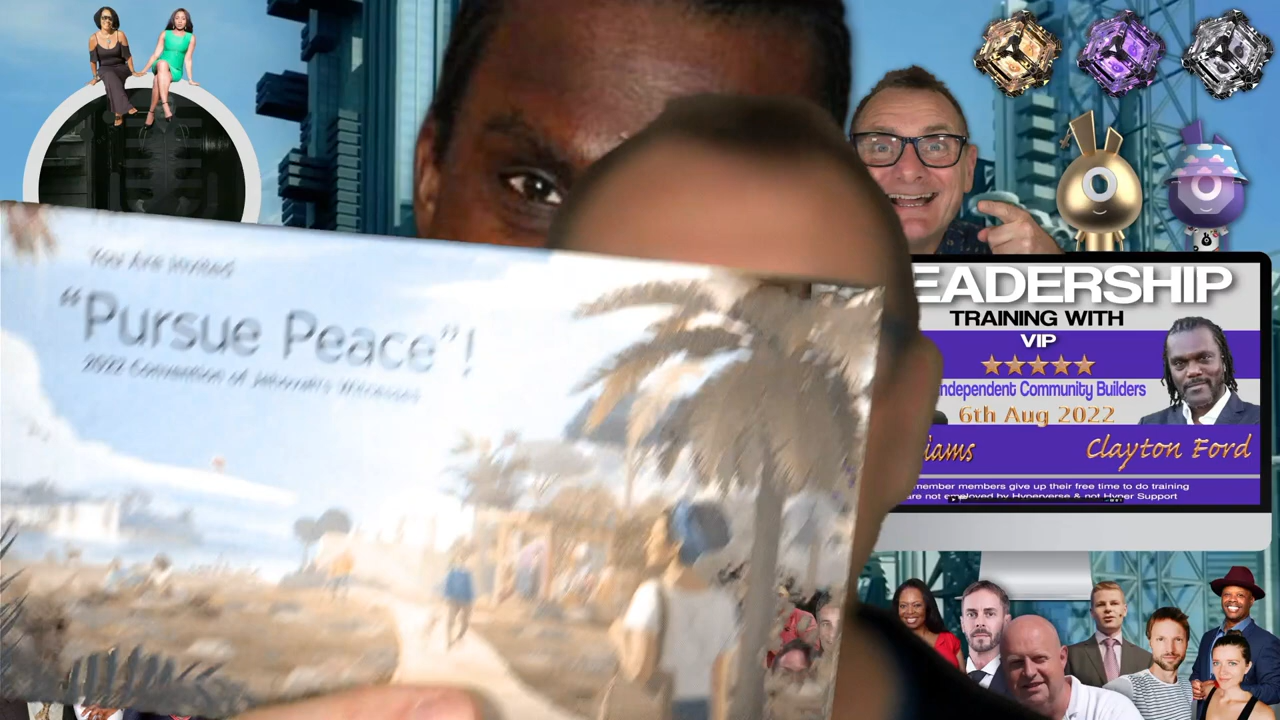 You Are Invited
"Pursue Peace"!
2022 Convention of Jehovah's Witnesses
EADERSHIP
TRAINING WITH
VIP
ndependent Community Builders
6th Aug 2022
iams Clayton Ford
member members give up their free time to do training
are not employed by Hyperverse & not Hyper Support